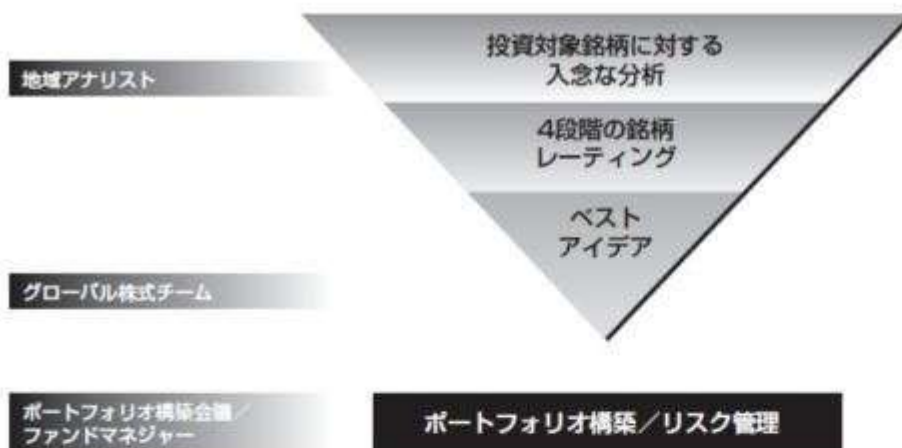 投資対象銘柄に対する
入念な分析
地域アナリスト
4段階の銘柄
レーティング
ベスト
アイデア
グローバル株式チーム
ポートフォリオ構築会議／
ファンドマネジャー
ポートフォリオ構築／リスク管理